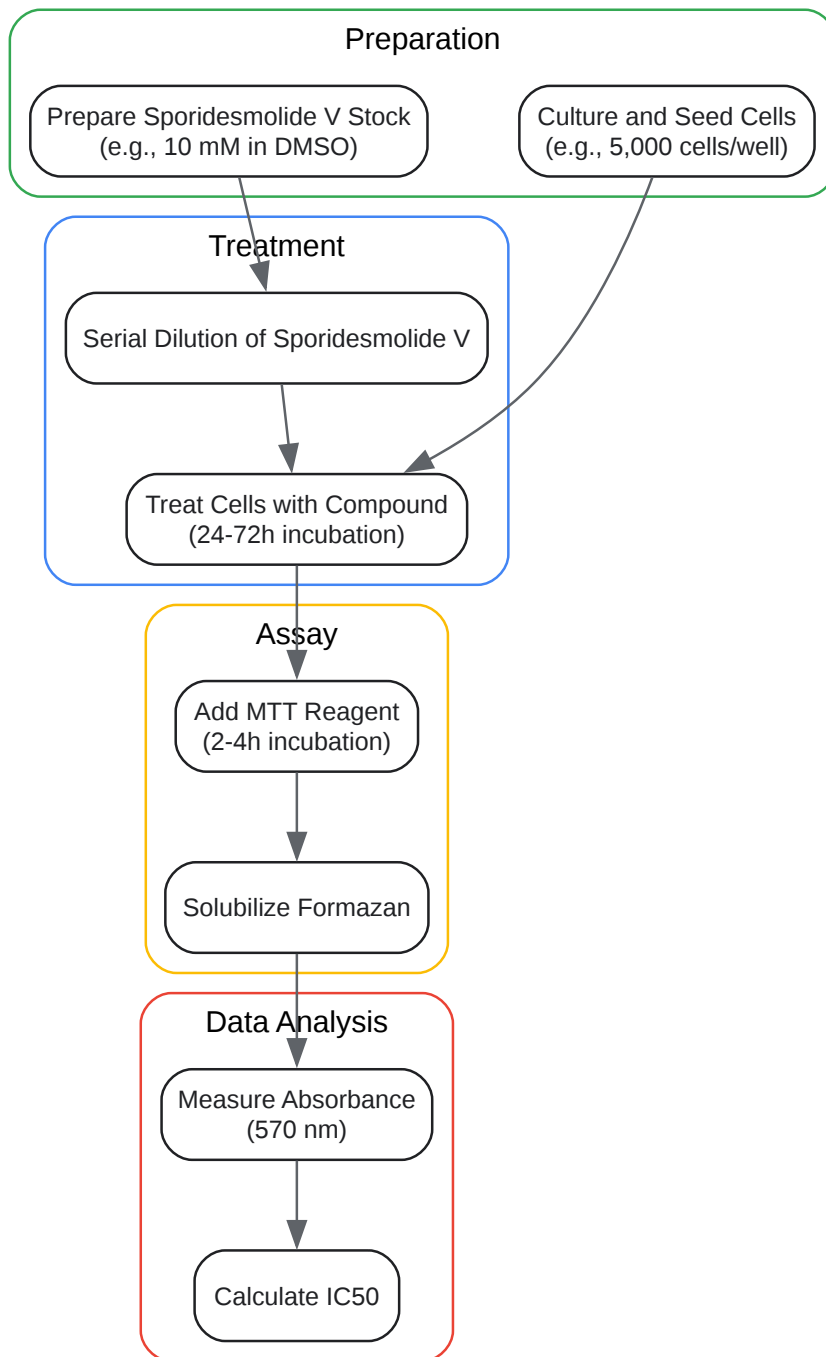 Preparation
Prepare Sporidesmolide V Stock
(e.g., 10 mM in DMSO)
Culture and Seed Cells
(e.g., 5,000 cells/well)
Treatment
Serial Dilution of Sporidesmolide V
Treat Cells with Compound
(24-72h incubation)
Assay
Add MTT Reagent
(2-4h incubation)
Solubilize Formazan
Data Analysis
Measure Absorbance
(570 nm)
Calculate IC50